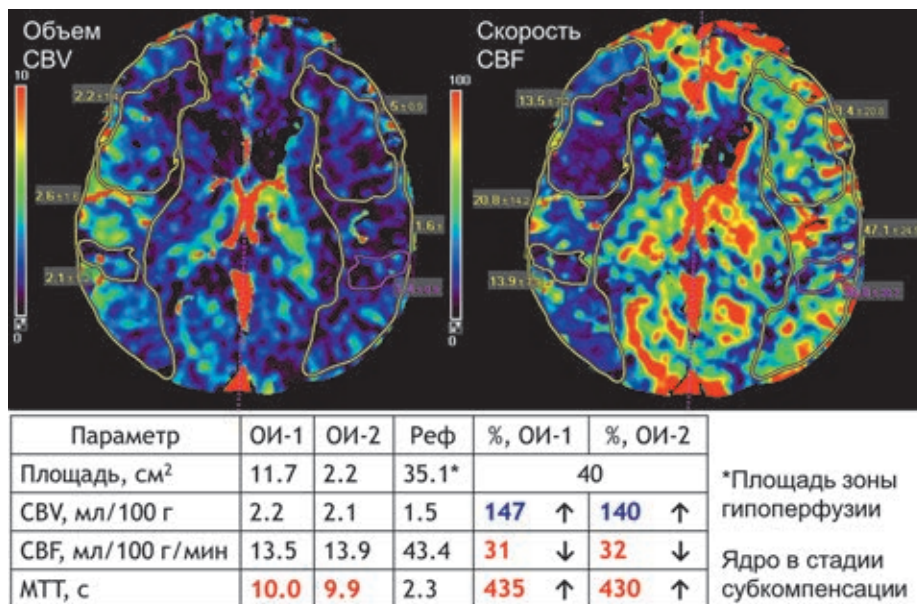 Объем
CBV
10
0
2.6
2.1
1.6
Скорость
CBF
100
0
13.5
20.8 ± 14.2
13.9
47.1
Параметр ОИ-1 ОИ-2 Реф %, ОИ-1 %, ОИ-2
Площадь, см² 11.7 2.2 35.1* 40
CBV, мл/100 г 2.2 2.1 1.5 147 ↑ 140 ↑
CBF, мл/100 г/мин 13.5 13.9 43.4 31 ↓ 32 ↓
МТТ, с 10.0 9.9 2.3 435 ↑ 430 ↑
*Площадь зоны
гипоперфузии
Ядро в стадии
субкомпенсации